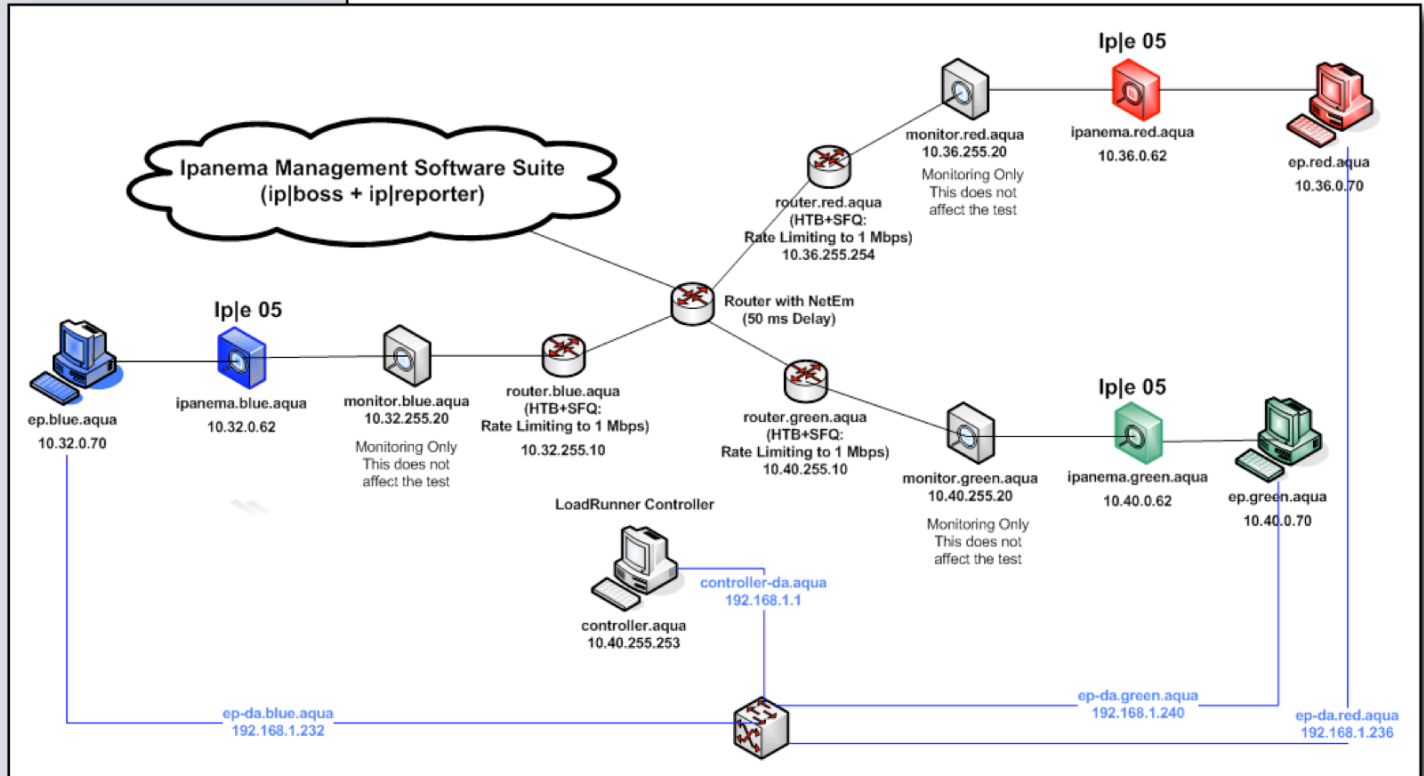 Ip|e 05
monitor.red.aqua
10.36.255.20
Monitoring Only
This does not
affect the test
ipanema.red.aqua
10.36.0.62
ep.red.aqua
10.36.0.70
Ipanema Management Software Suite
(ip|boss + ip|reporter)
router.red.aqua
(HTB+SFQ:
Rate Limiting to 1 Mbps)
10.36.255.254
Router with NetEm
(50 ms Delay)
Ip|e 05
ep.blue.aqua
10.32.0.70
ipanema.blue.aqua
10.32.0.62
monitor.blue.aqua
10.32.255.20
Monitoring Only
This does not
affect the test
router.blue.aqua
(HTB+SFQ:
Rate Limiting to 1 Mbps)
10.32.255.10
router.green.aqua
(HTB+SFQ:
Rate Limiting to 1 Mbps)
10.40.255.10
Ip|e 05
monitor.green.aqua
10.40.255.20
Monitoring Only
This does not
affect the test
ipanema.green.aqua
10.40.0.62
ep.green.aqua
10.40.0.70
LoadRunner Controller
controller.aqua
10.40.255.253
controller-da.aqua
192.168.1.1
ep-da.blue.aqua
192.168.1.232
ep-da.green.aqua
192.168.1.240
ep-da.red.aqua
192.168.1.236